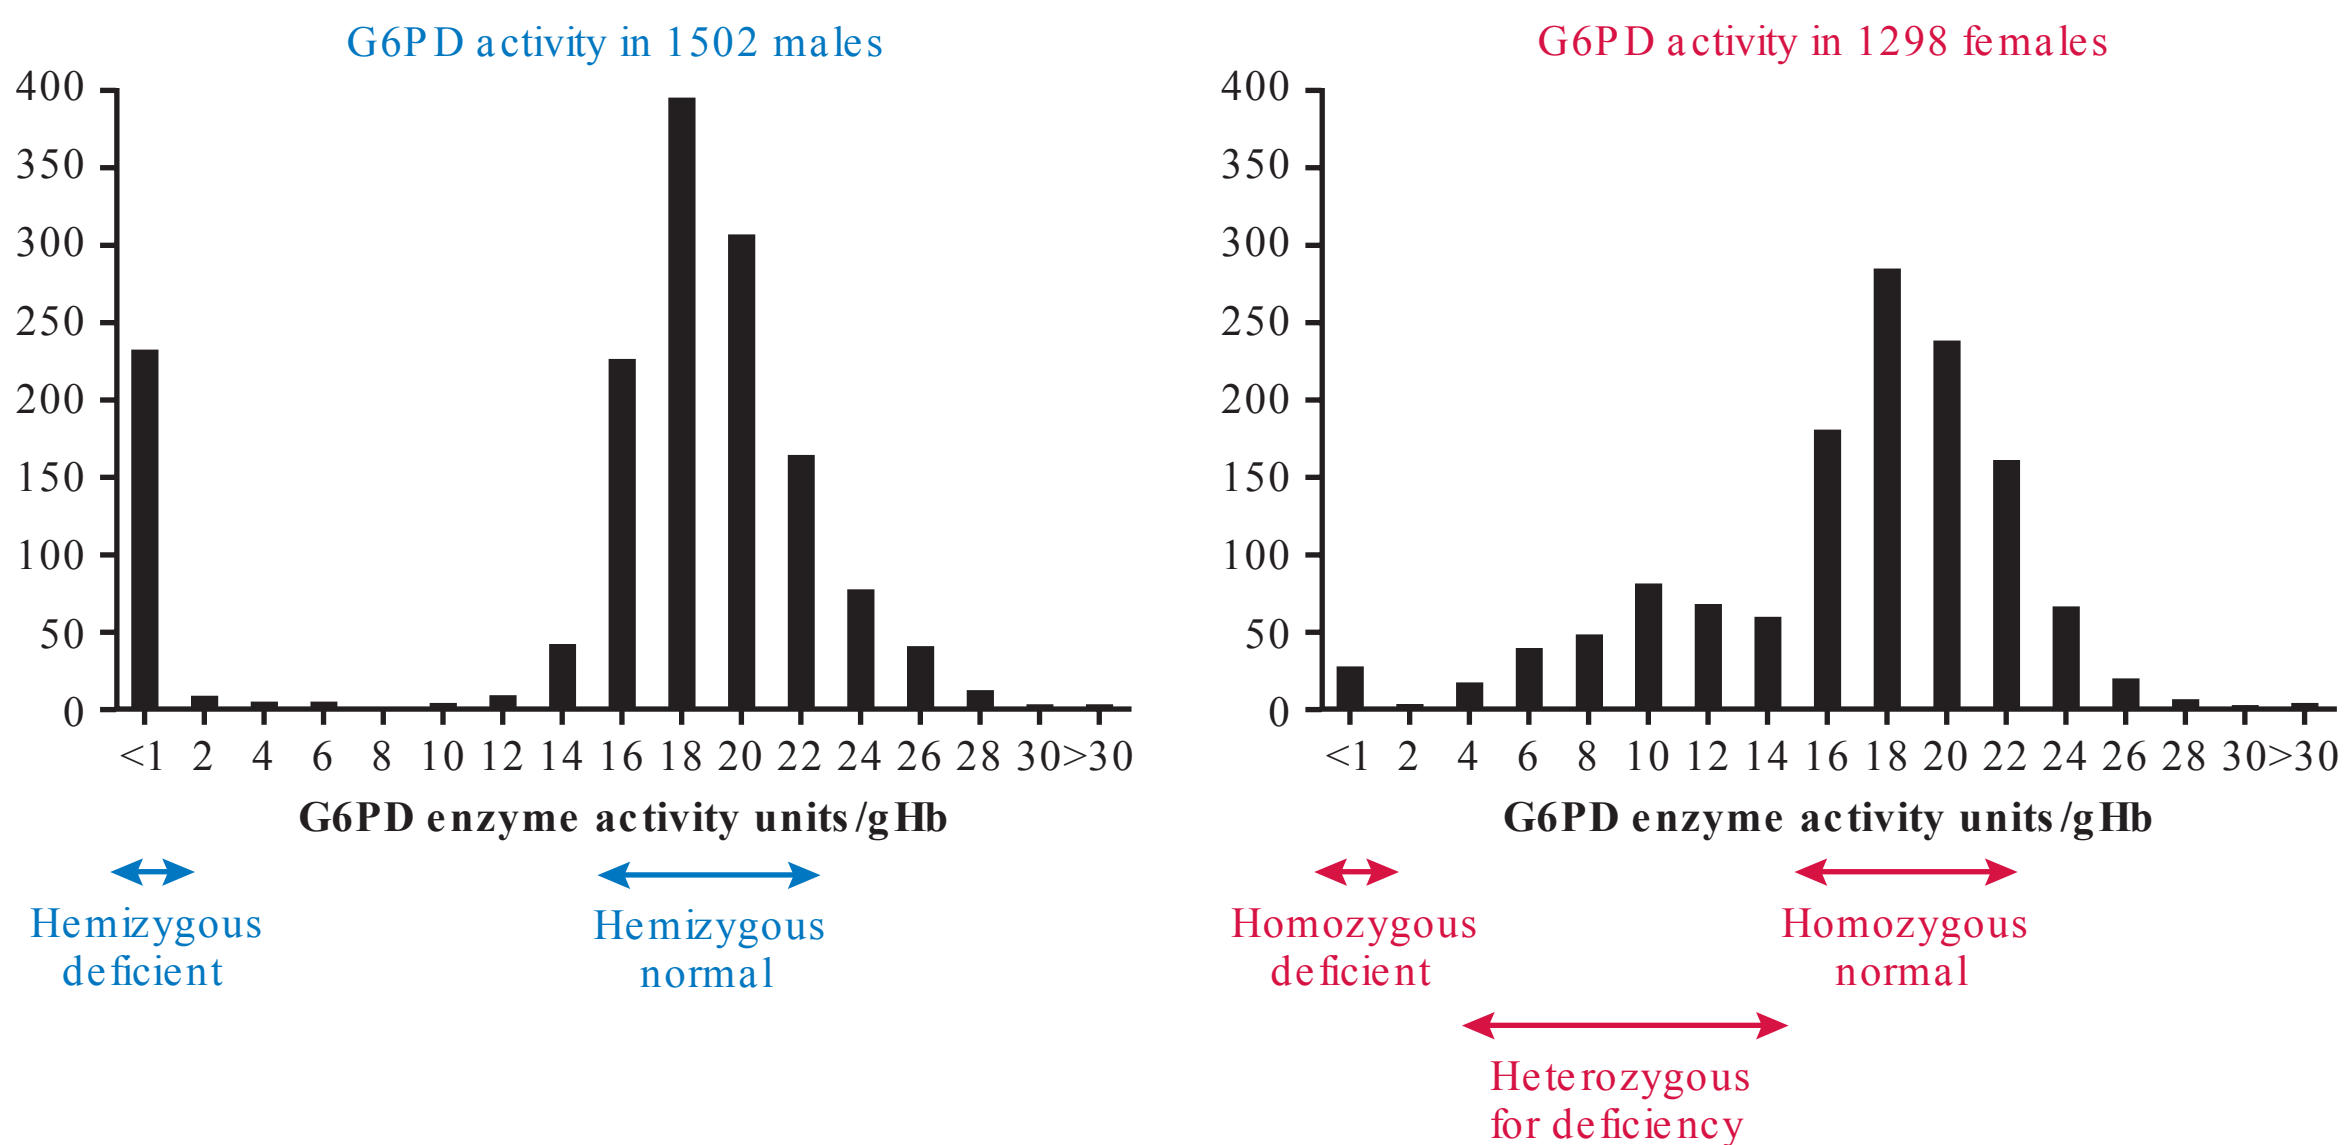 G6PD activity in 1502 males
400
350
300
250
200
150
100
50
0
<1 2 4 6 8 10 12 14 16 18 20 22 24 26 28 30 >30
G6PD enzyme activity units/gHb
Hemizygous
deficient
Hemizygous
normal
G6PD activity in 1298 females
400
350
300
250
200
150
100
50
0
<1 2 4 6 8 10 12 14 16 18 20 22 24 26 28 30 >30
G6PD enzyme activity units/gHb
Homozygous
deficient
Homozygous
normal
Heterozygous
for deficiency